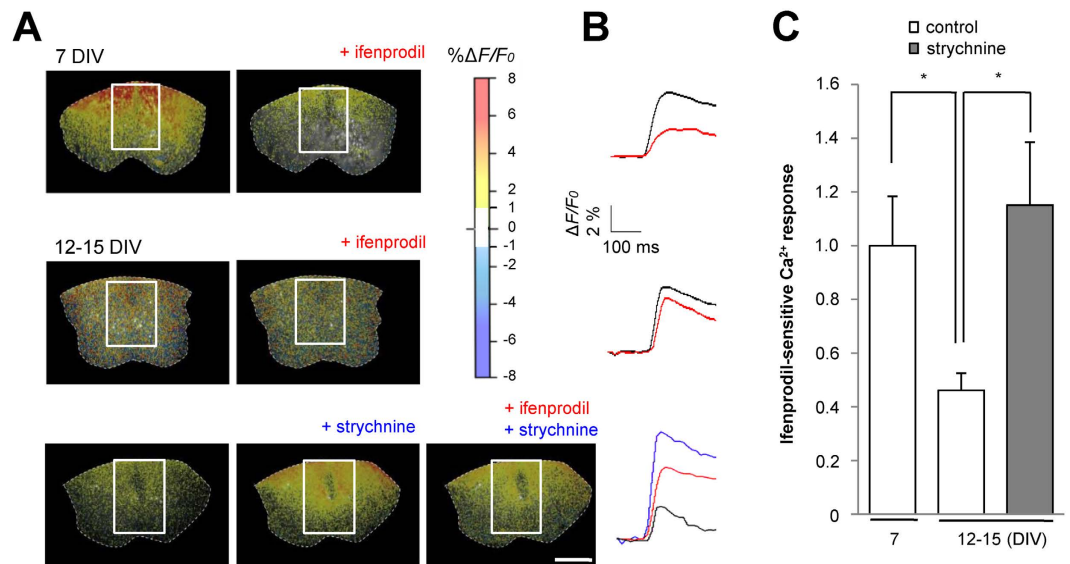 A
7 DIV
+ ifenprodil
%ΔF/F0
8
6
4
2
1
0
-1
-2
-4
-6
-8
12-15 DIV
+ ifenprodil
+ strychnine
+ ifenprodil
+ strychnine
B
ΔF/F0
2 %
100 ms
C
control
strychnine
Ifenprodil-sensitive Ca²⁺ response
* *
1.6
1.4
1.2
1.0
0.8
0.6
0.4
0.2
0
7 12-15 (DIV)